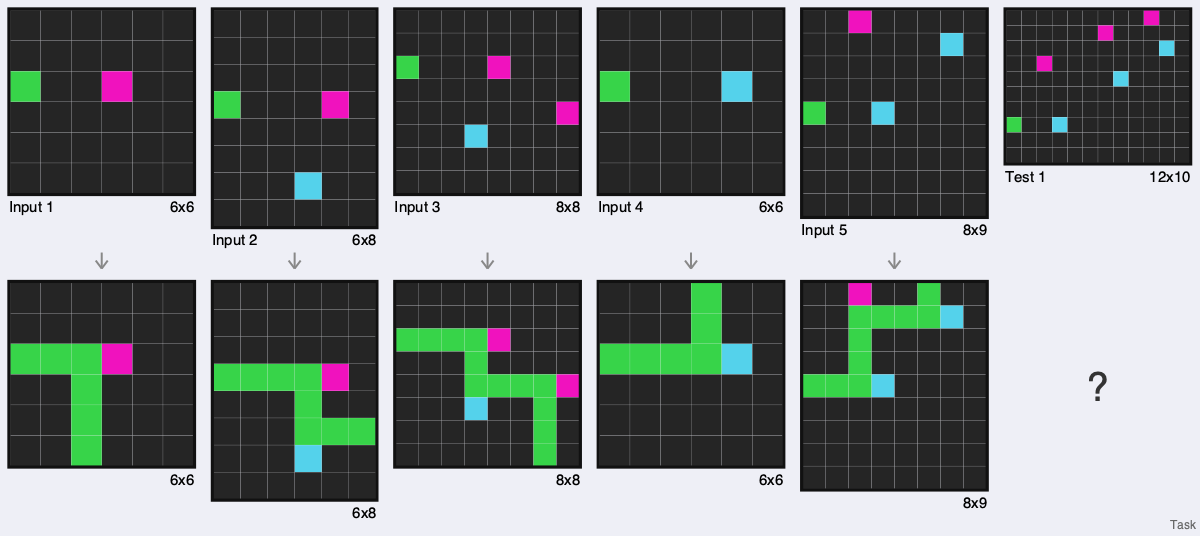 Input 1 6x6
Input 2 6x8
Input 3 8x8
Input 4 6x6
Input 5 8x9
Test 1 12x10
6x6
6x8
8x8
6x6
8x9
?
Task